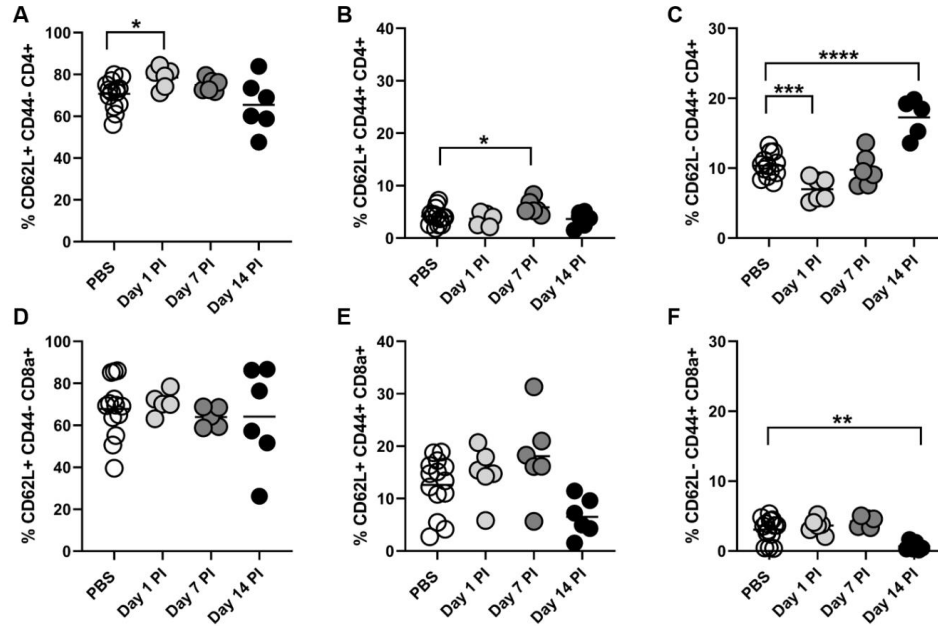 A
B
C
% CD62L+ CD44- CD4+
100
80
60
40
20
0
*
PBS
Day 1 PI
Day 7 PI
Day 14 PI
% CD62L+ CD44+ CD4+
40
30
20
10
0
*
PBS
Day 1 PI
Day 7 PI
Day 14 PI
% CD62L- CD44+ CD4+
30
20
10
0
****
***
PBS
Day 1 PI
Day 7 PI
Day 14 PI
D
E
F
% CD62L+ CD44- CD8a+
100
80
60
40
20
0
PBS
Day 1 PI
Day 7 PI
Day 14 PI
% CD62L+ CD44+ CD8a+
40
30
20
10
0
PBS
Day 1 PI
Day 7 PI
Day 14 PI
% CD62L- CD44+ CD8a+
30
20
10
0
**
PBS
Day 1 PI
Day 7 PI
Day 14 PI